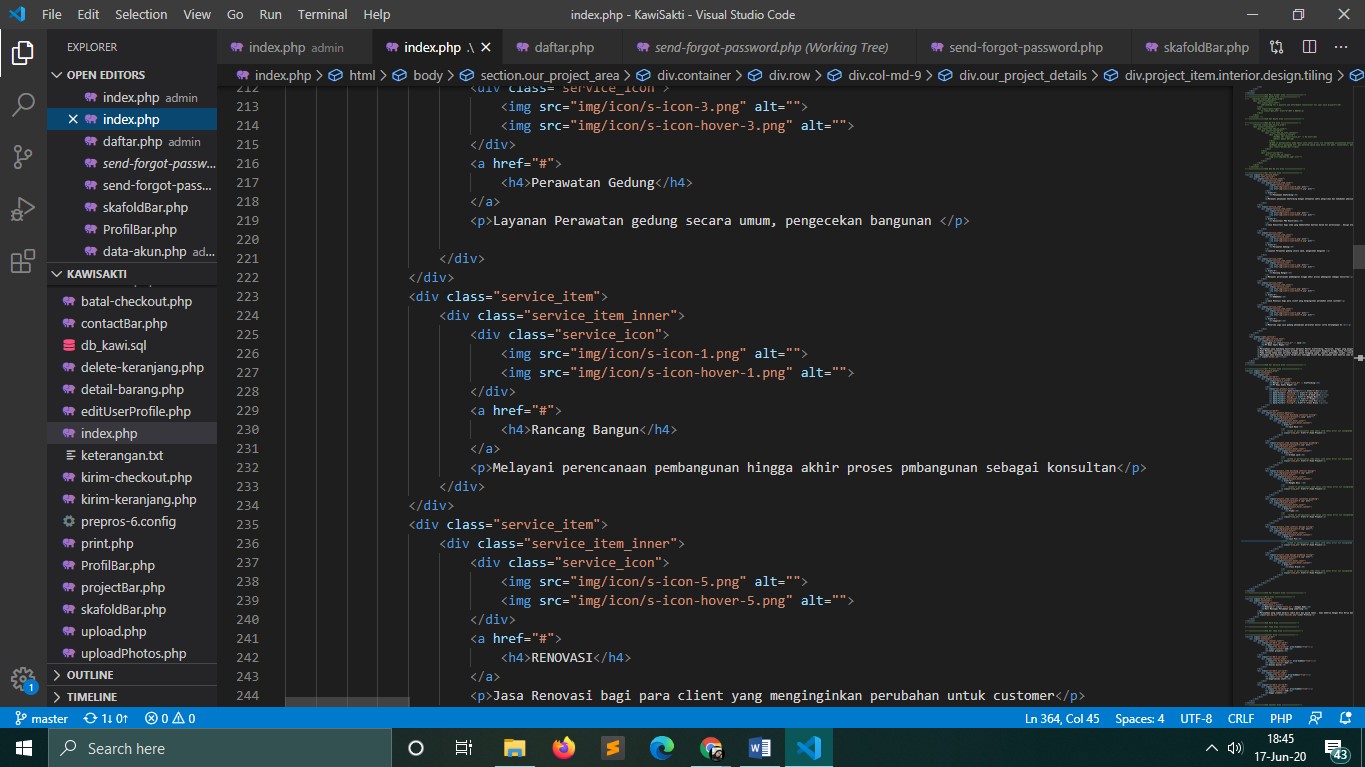 File Edit Selection View Go Run Terminal Help index.php - KawiSakti - Visual Studio Code
EXPLORER
OPEN EDITORS
index.php admin
index.php
daftar.php admin
send-forgot-passw...
send-forgot-pass...
skafoldBar.php
ProfilBar.php
data-akun.php ad...
KAWISAKTI
batal-checkout.php
contactBar.php
db_kawi.sql
delete-keranjang.php
detail-barang.php
editUserProfile.php
index.php
keterangan.txt
kirim-checkout.php
kirim-keranjang.php
prepros-6.config
print.php
ProfilBar.php
projectBar.php
skafoldBar.php
upload.php
uploadPhotos.php
OUTLINE
TIMELINE
1
index.php admin index.php .\ daftar.php send-forgot-password.php (Working Tree) send-forgot-password.php skafoldBar.php
index.php > html > body > section.our_project_area > div.container > div.row > div.col-md-9 > div.our_project_details > div.project_item.interior.design.tiling >
212 <div class="service_icon">
213 <img src="img/icon/s-icon-3.png" alt="">
214 <img src="img/icon/s-icon-hover-3.png" alt="">
215 </div>
216 <a href="#">
217 <h4>Perawatan Gedung</h4>
218 </a>
219 <p>Layanan Perawatan gedung secara umum, pengecekan bangunan </p>
220
221 </div>
222 </div>
223 <div class="service_item">
224 <div class="service_item_inner">
225 <div class="service_icon">
226 <img src="img/icon/s-icon-1.png" alt="">
227 <img src="img/icon/s-icon-hover-1.png" alt="">
228 </div>
229 <a href="#">
230 <h4>Rancang Bangun</h4>
231 </a>
232 <p>Melayani perencanaan pembangunan hingga akhir proses pmbangunan sebagai konsultan</p>
233 </div>
234 </div>
235 <div class="service_item">
236 <div class="service_item_inner">
237 <div class="service_icon">
238 <img src="img/icon/s-icon-5.png" alt="">
239 <img src="img/icon/s-icon-hover-5.png" alt="">
240 </div>
241 <a href="#">
242 <h4>RENOVASI</h4>
243 </a>
244 <p>Jasa Renovasi bagi para client yang menginginkan perubahan untuk customer</p>
master 1↓ 0↑ 0 0 Ln 364, Col 45 Spaces: 4 UTF-8 CRLF PHP
Search here
18:45
17-Jun-20
43